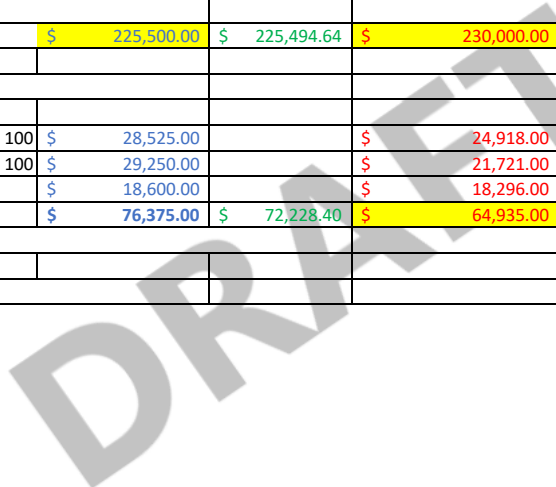 $ 225,500.00 $ 225,494.64 $ 230,000.00
100 $ 28,525.00 $ 24,918.00
100 $ 29,250.00 $ 21,721.00
$ 18,600.00 $ 18,296.00
$ 76,375.00 $ 72,228.40 $ 64,935.00
DRAFT